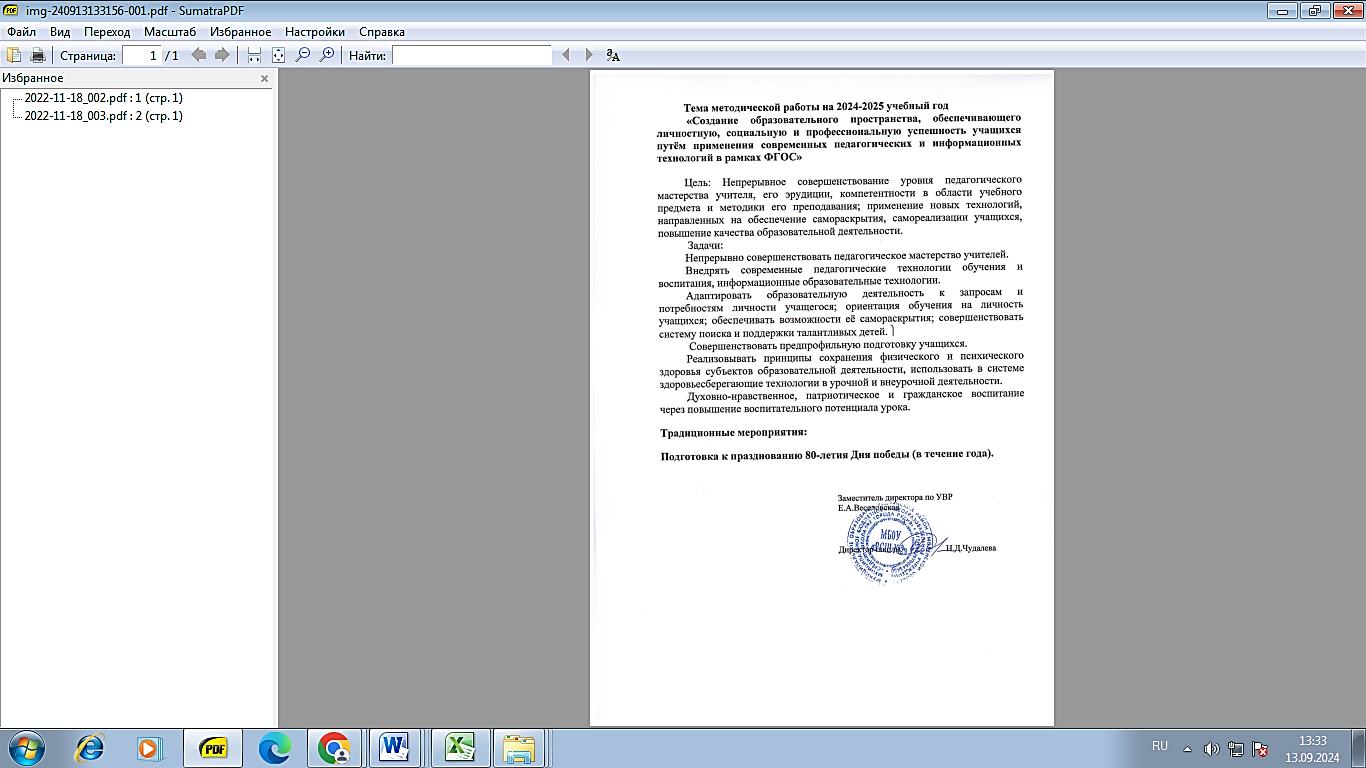 img-240913133156-001.pdf - SumatraPDF
Файл Вид Переход Масштаб Избранное Настройки Справка
Страница: 1 / 1 Найти:
Избранное
2022-11-18_002.pdf : 1 (стр. 1)
2022-11-18_003.pdf : 2 (стр. 1)
Тема методической работы на 2024-2025 учебный год
«Создание образовательного пространства, обеспечивающего
личностную, социальную и профессиональную успешность учащихся
путём применения современных педагогических и информационных
технологий в рамках ФГОС»
Цель: Непрерывное совершенствование уровня педагогического
мастерства учителя, его эрудиции, компетентности в области учебного
предмета и методики его преподавания; применение новых технологий,
направленных на обеспечение самораскрытия, самореализации учащихся,
повышение качества образовательной деятельности.
Задачи:
Непрерывно совершенствовать педагогическое мастерство учителей.
Внедрять современные педагогические технологии обучения и
воспитания, информационные образовательные технологии.
Адаптировать образовательную деятельность к запросам и
потребностям личности учащегося; ориентация обучения на личность
учащихся; обеспечивать возможности её самораскрытия; совершенствовать
систему поиска и поддержки талантливых детей.
Совершенствовать предпрофильную подготовку учащихся.
Реализовывать принципы сохранения физического и психического
здоровья субъектов образовательной деятельности, использовать в системе
здоровьесберегающие технологии в урочной и внеурочной деятельности.
Духовно-нравственное, патриотическое и гражданское воспитание
через повышение воспитательного потенциала урока.
Традиционные мероприятия:
Подготовка к празднованию 80-летия Дня победы (в течение года).
Заместитель директора по УВР
Е.А.Веселовская
МБОУ
Директор Н.Д.Чудалева
PDF
RU
13:33
13.09.2024